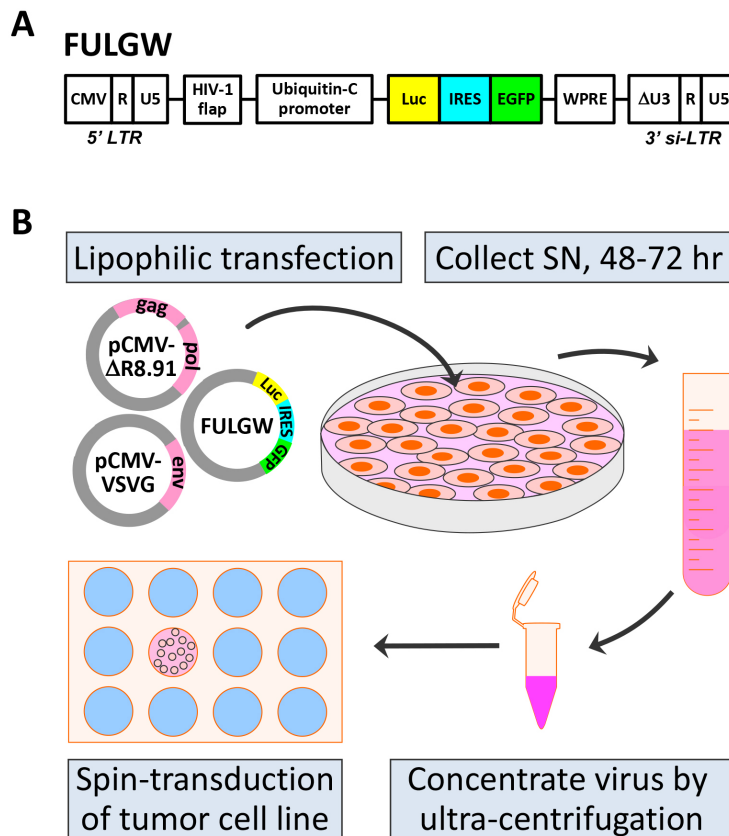 A
FULGW
CMV R U5 HIV-1 flap Ubiquitin-C promoter Luc IRES EGFP WPRE ΔU3 R U5
5’ LTR 3’ si-LTR
B
Lipophilic transfection
Collect SN, 48-72 hr
gag
pol
pCMV-
ΔR8.91
Luc
IRES
GFP
FULGW
env
pCMV-
VSVG
Spin-transduction
of tumor cell line
Concentrate virus by
ultra-centrifugation